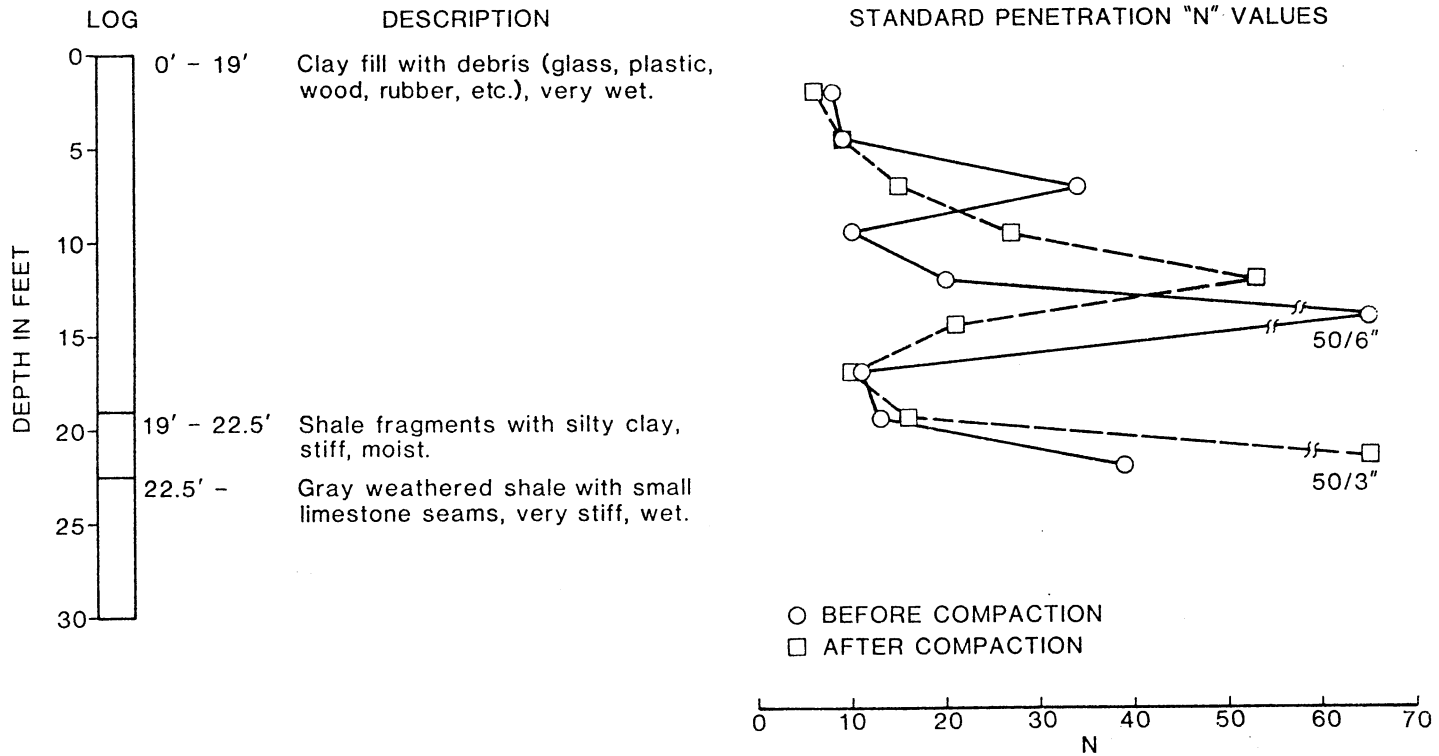 LOG
DESCRIPTION
STANDARD PENETRATION "N" VALUES
0
0' - 19'
Clay fill with debris (glass, plastic,
wood, rubber, etc.), very wet.
5
10
DEPTH IN FEET
15
50/6"
19' - 22.5'
Shale fragments with silty clay,
stiff, moist.
20
22.5' -
Gray weathered shale with small
limestone seams, very stiff, wet.
50/3"
25
30
BEFORE COMPACTION
AFTER COMPACTION
0 10 20 30 40 50 60 70
N